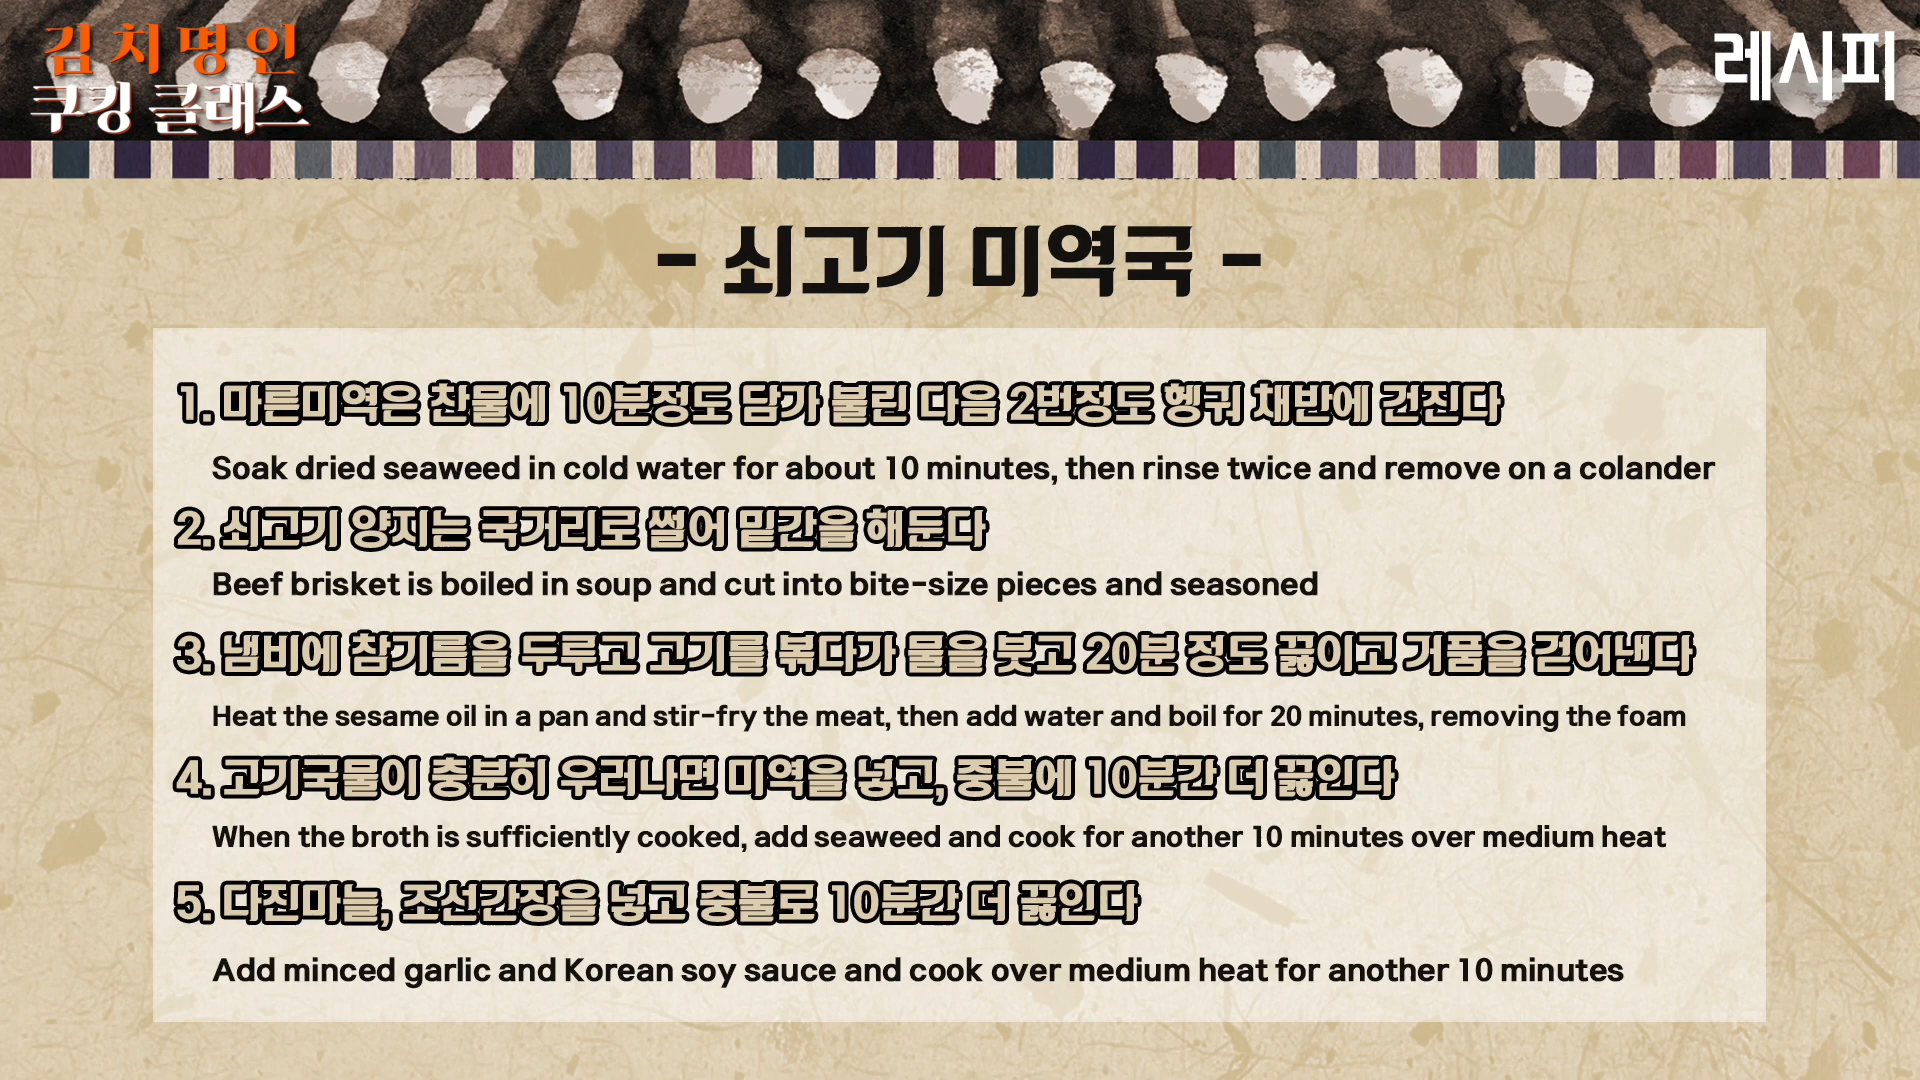 김치명인
쿠킹 클래스
레시피
- 쇠고기 미역국 -
1. 마른미역은 찬물에 10분정도 담가 불린 다음 2번정도 헹궈 채반에 건진다
Soak dried seaweed in cold water for about 10 minutes, then rinse twice and remove on a colander
2. 쇠고기 양지는 국거리로 썰어 밑간을 해둔다
Beef brisket is boiled in soup and cut into bite-size pieces and seasoned
3. 냄비에 참기름을 두루고 고기를 볶다가 물을 붓고 20분 정도 끓이고 거품을 걷어낸다
Heat the sesame oil in a pan and stir-fry the meat, then add water and boil for 20 minutes, removing the foam
4. 고기국물이 충분히 우러나면 미역을 넣고, 중불에 10분간 더 끓인다
When the broth is sufficiently cooked, add seaweed and cook for another 10 minutes over medium heat
5. 다진마늘, 조선간장을 넣고 중불로 10분간 더 끓인다
Add minced garlic and Korean soy sauce and cook over medium heat for another 10 minutes